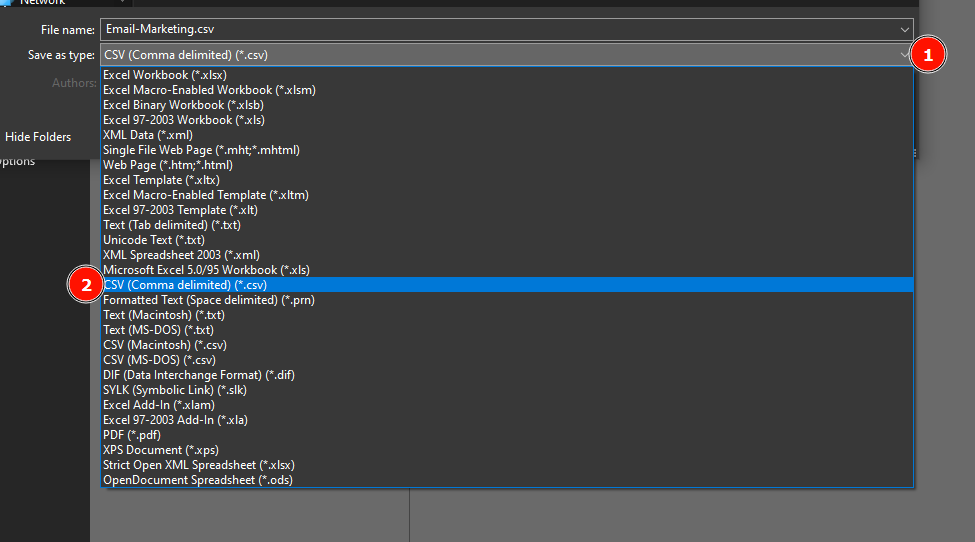 Network
File name: Email-Marketing.csv
Save as type: CSV (Comma delimited) (*.csv)
1
Authors:
Excel Workbook (*.xlsx)
Excel Macro-Enabled Workbook (*.xlsm)
Excel Binary Workbook (*.xlsb)
Excel 97-2003 Workbook (*.xls)
Hide Folders
XML Data (*.xml)
Single File Web Page (*.mht;*.mhtml)
ptions
Web Page (*.htm;*.html)
Excel Template (*.xltx)
Excel Macro-Enabled Template (*.xltm)
Excel 97-2003 Template (*.xlt)
Text (Tab delimited) (*.txt)
Unicode Text (*.txt)
XML Spreadsheet 2003 (*.xml)
Microsoft Excel 5.0/95 Workbook (*.xls)
2
CSV (Comma delimited) (*.csv)
Formatted Text (Space delimited) (*.prn)
Text (Macintosh) (*.txt)
Text (MS-DOS) (*.txt)
CSV (Macintosh) (*.csv)
CSV (MS-DOS) (*.csv)
DIF (Data Interchange Format) (*.dif)
SYLK (Symbolic Link) (*.slk)
Excel Add-In (*.xlam)
Excel 97-2003 Add-In (*.xla)
PDF (*.pdf)
XPS Document (*.xps)
Strict Open XML Spreadsheet (*.xlsx)
OpenDocument Spreadsheet (*.ods)